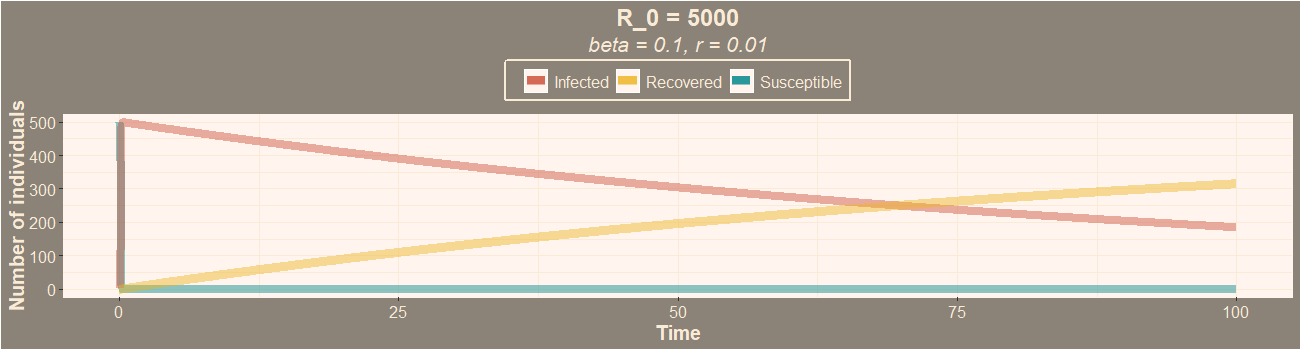 R_0 = 5000
beta = 0.1, r = 0.01
Infected Recovered Susceptible
Number of individuals
500
400
300
200
100
0
0 25 50 75 100
Time